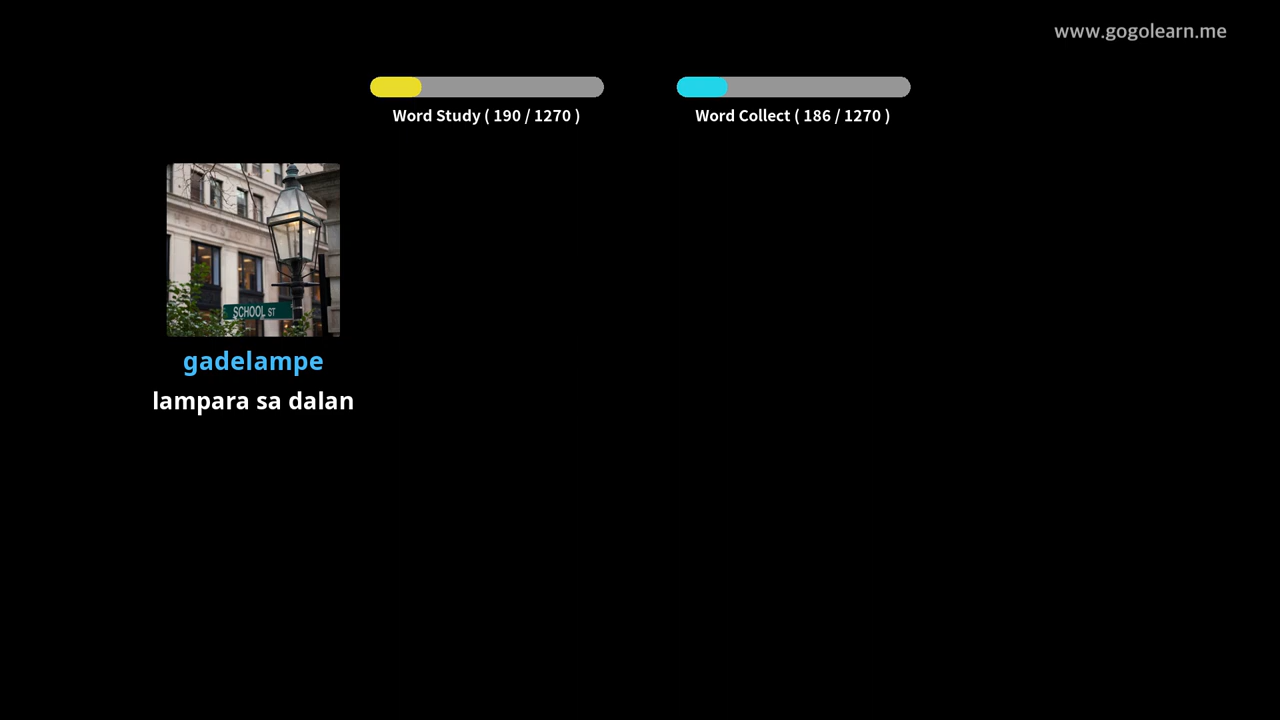 www.gogolearn.me
Word Study ( 190 / 1270 )
Word Collect ( 186 / 1270 )
SCHOOL ST
gadelampe
lampara sa dalan